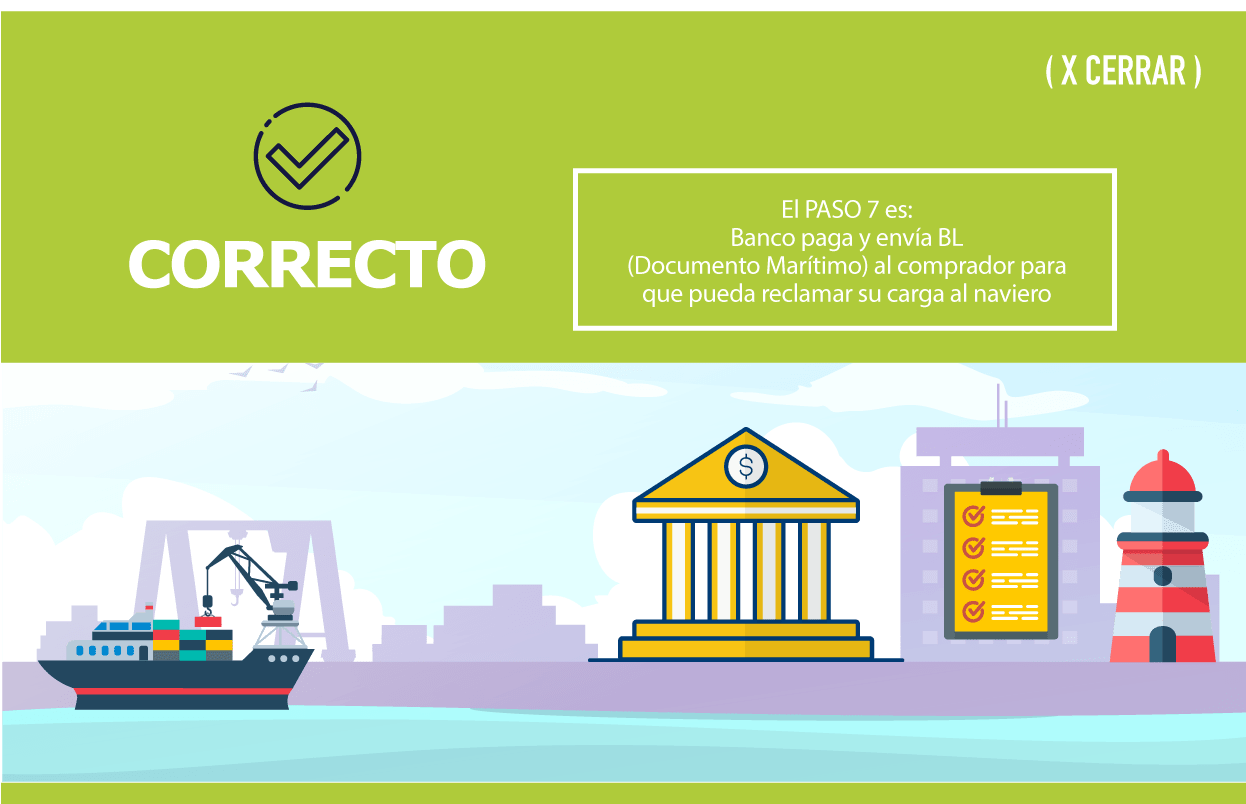 ( X CERRAR )
CORRECTO
El PASO 7 es:
Banco paga y envía BL
(Documento Marítimo) al comprador para
que pueda reclamar su carga al naviero
$